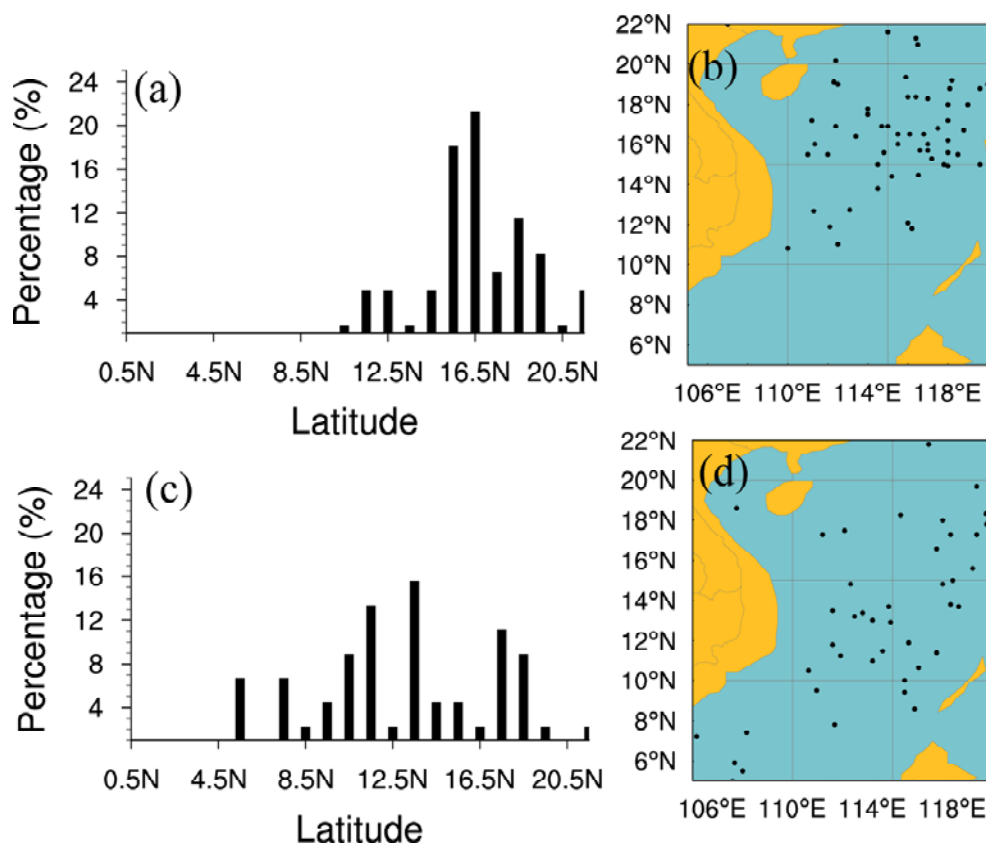 (a)
Percentage (%)
24
20
16
12
8
4
0.5N 4.5N 8.5N 12.5N 16.5N 20.5N
Latitude
(b)
22°N
20°N
18°N
16°N
14°N
12°N
10°N
8°N
6°N
106°E 110°E 114°E 118°E
(c)
Percentage (%)
24
20
16
12
8
4
0.5N 4.5N 8.5N 12.5N 16.5N 20.5N
Latitude
(d)
22°N
20°N
18°N
16°N
14°N
12°N
10°N
8°N
6°N
106°E 110°E 114°E 118°E